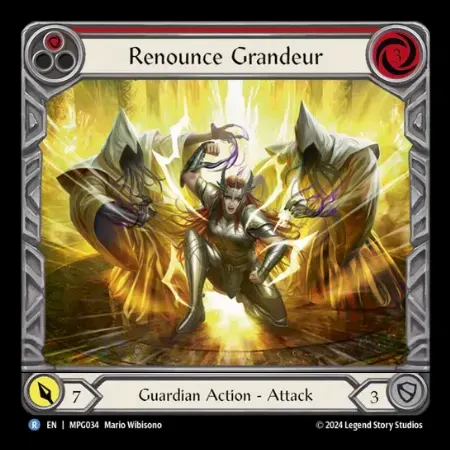 Renounce Grandeur
3
7
Guardian Action - Attack
3
R EN | MPG034 Mario Wibisono
©2024 Legend Story Studios